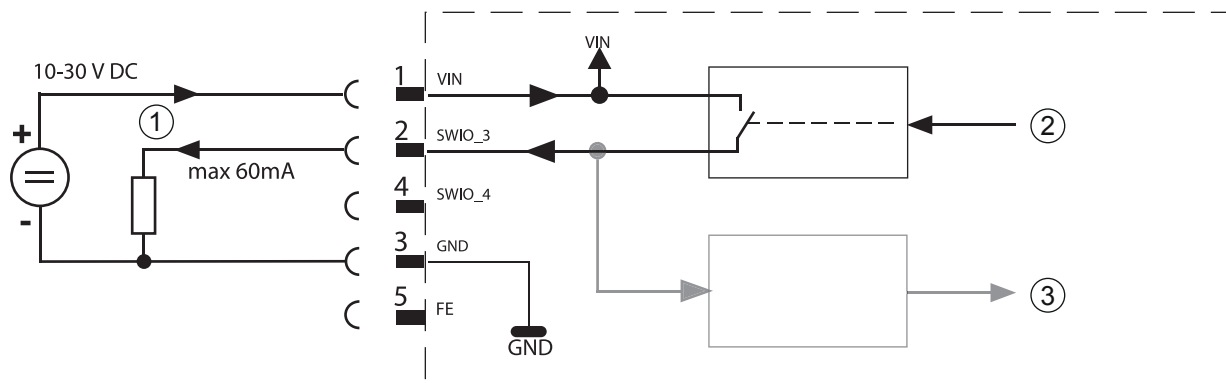 VIN
10-30 V DC
1 VIN
+
①
2 SWIO_3
②
max 60mA
4 SWIO_4
-
3 GND
③
5 FE
GND